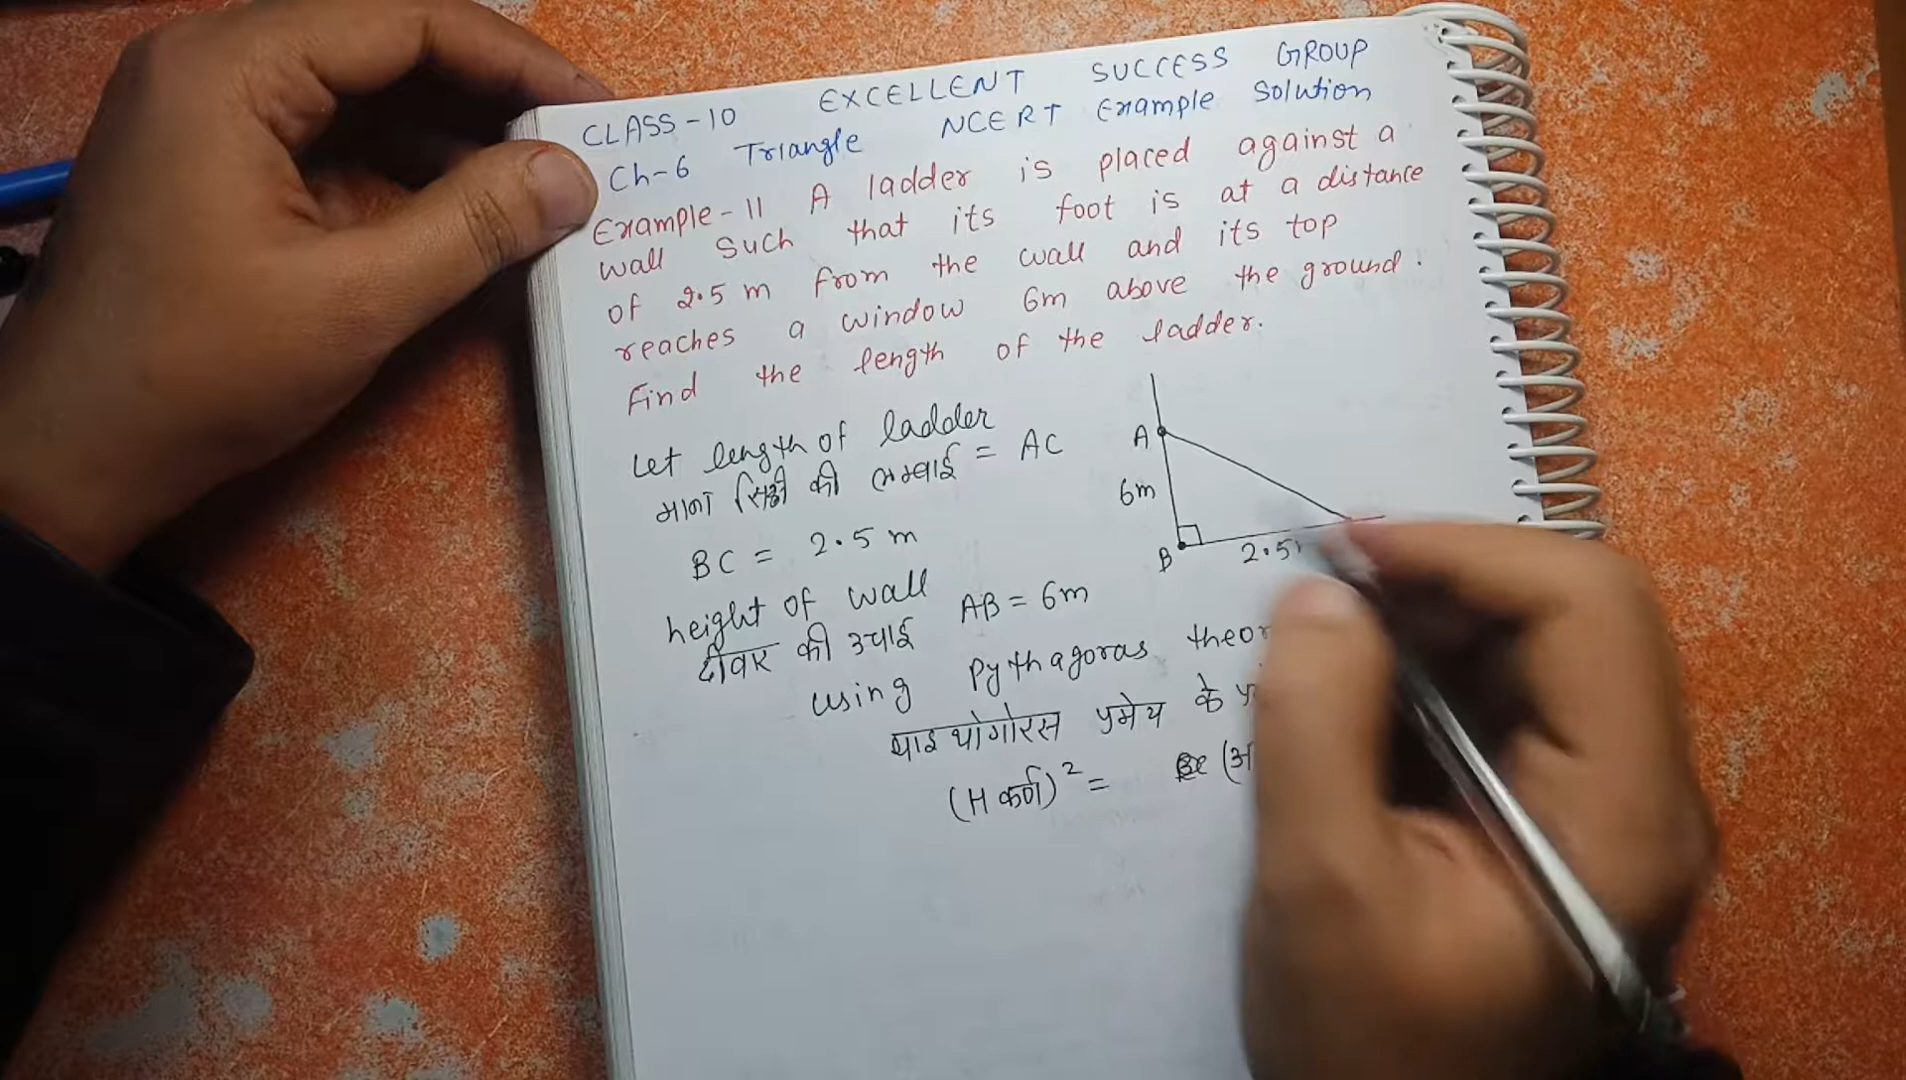 CLASS-10 EXCELLENT SUCCESS GROUP
Ch-6 Triangle NCERT Example Solution
Example-11 A ladder is placed against a
wall such that its foot is at a distance
of 2.5 m from the wall and its top
reaches a window 6m above the ground.
Find the length of the ladder.
Let length of ladder
माना सिढी की लम्बाई = AC
BC = 2.5 m
height of wall
दीवार की उचाई AB = 6m
using Pythagoras
पाइथोगोरस प्रमेय के
(H कर्ण)² =
A
6m
B
2.5